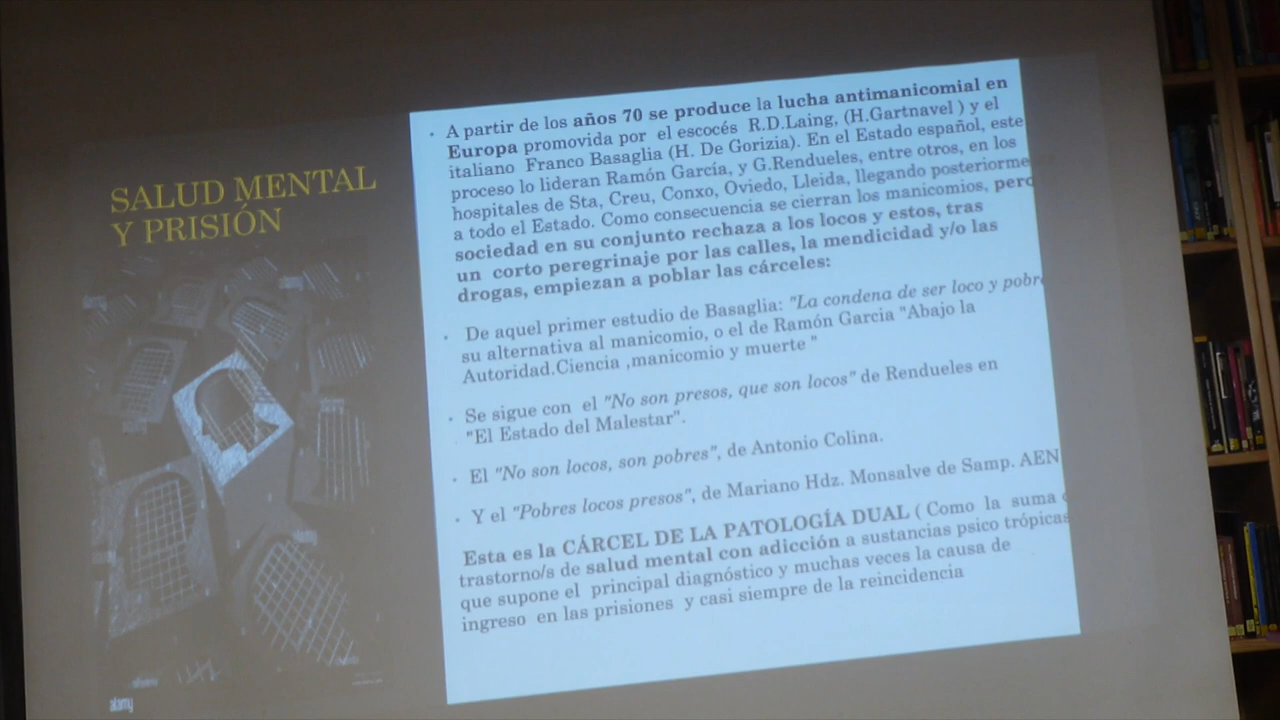 SALUD MENTAL
Y PRISIÓN
• A partir de los años 70 se produce la lucha antimanicomial en
Europa promovida por el escocés R.D.Laing, (H.Gartnavel ) y el
italiano Franco Basaglia (H. De Gorizia). En el Estado español, este
proceso lo lideran Ramón García, y G.Rendueles, entre otros, en los
hospitales de Sta, Creu, Conxo, Oviedo, Lleida, llegando posteriorme
a todo el Estado. Como consecuencia se cierran los manicomios, pero
sociedad en su conjunto rechaza a los locos y estos, tras
un corto peregrinaje por las calles, la mendicidad y/o las
drogas, empiezan a poblar las cárceles:
• De aquel primer estudio de Basaglia: "La condena de ser loco y pobre
su alternativa al manicomio, o el de Ramón Garcia "Abajo la
Autoridad.Ciencia ,manicomio y muerte "
• Se sigue con el "No son presos, que son locos" de Rendueles en
"El Estado del Malestar".
• El "No son locos, son pobres", de Antonio Colina.
• Y el "Pobres locos presos", de Mariano Hdz. Monsalve de Samp. AEN
Esta es la CÁRCEL DE LA PATOLOGÍA DUAL ( Como la suma
trastorno/s de salud mental con adicción a sustancias psico trópicas
que supone el principal diagnóstico y muchas veces la causa de
ingreso en las prisiones y casi siempre de la reincidencia
alamy